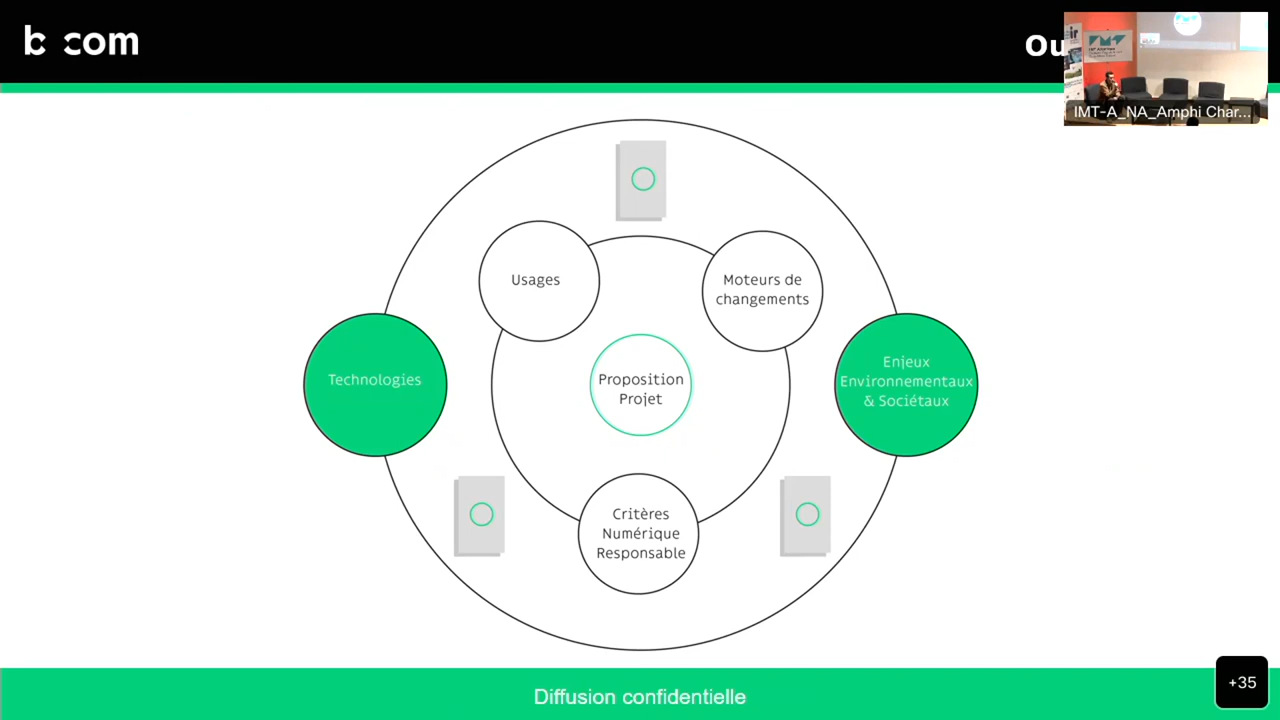 b com
Ou
IMT-A_NA_Amphi Char...
Usages
Moteurs de
changements
Technologies
Proposition
Projet
Enjeux
Environnementaux
& Sociétaux
Critères
Numérique
Responsable
Diffusion confidentielle
+35